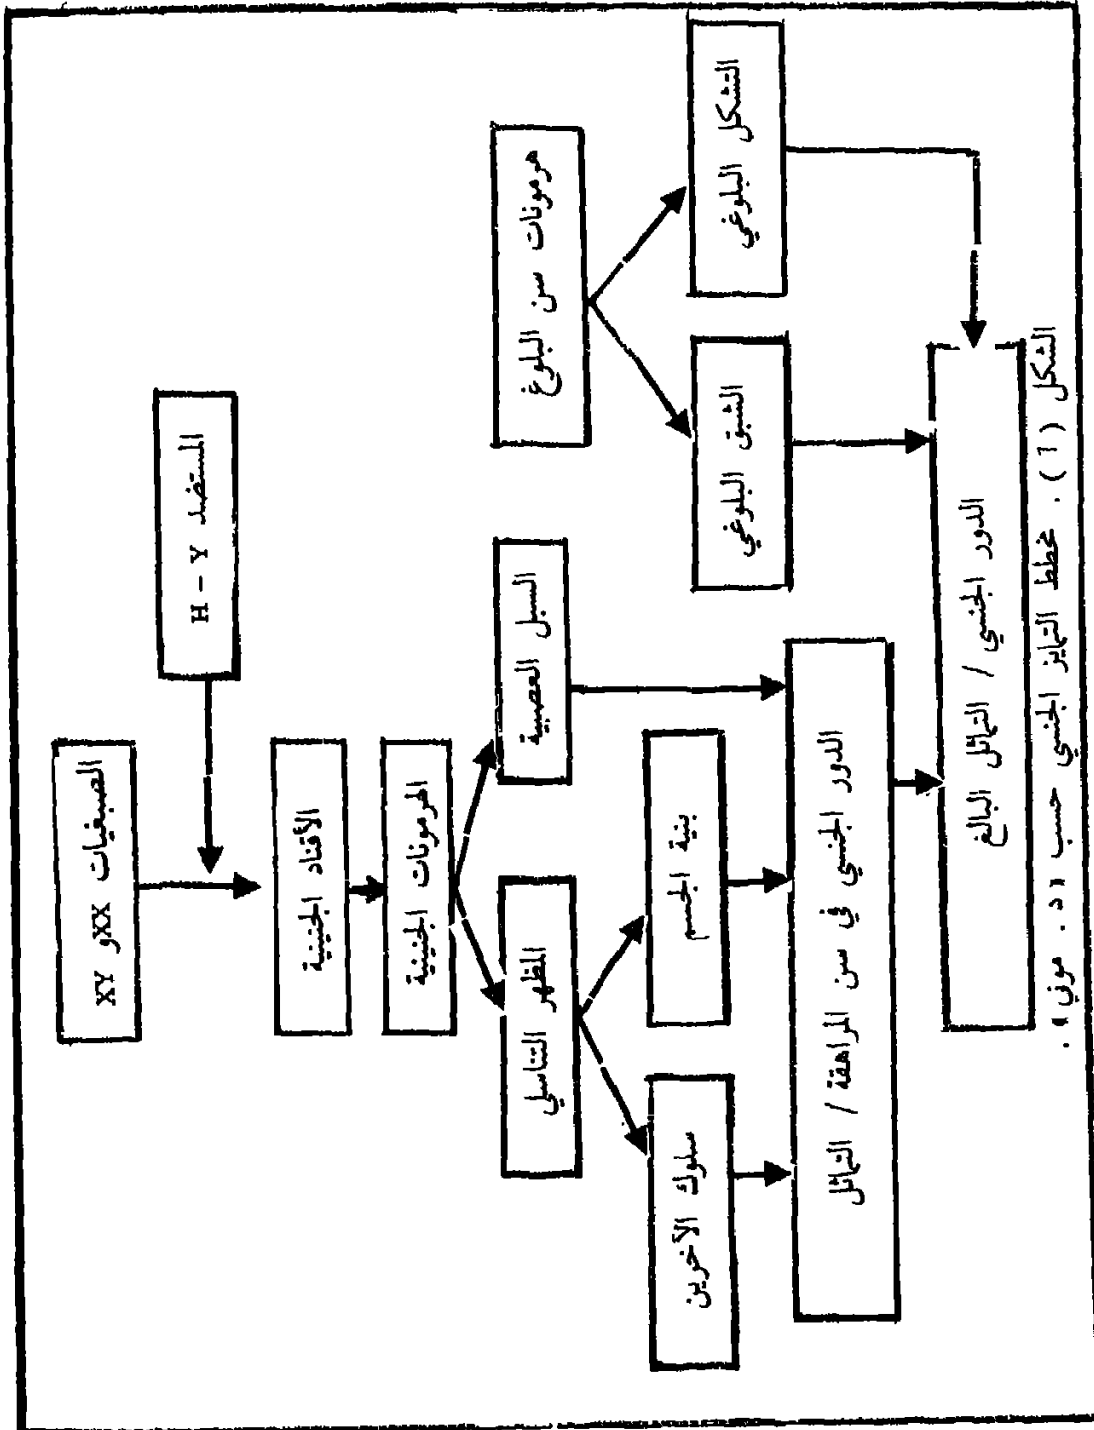 الصبغيات XX و XY
المستضد H – Y
الأقناد الجنينية
الهرمونات الجنينية
المظهر التناسلي
السبل العصبية
هرمونات سن البلوغ
سلوك الآخرين
بنية الجسم
الشبق البلوغي
التشكل البلوغي
الدور الجنسي في سن المراهقة / التماثل
الدور الجنسي / التماثل البالغ
الشكل (1) . مخطط التمايز الجنسي حسب «د . موني» .